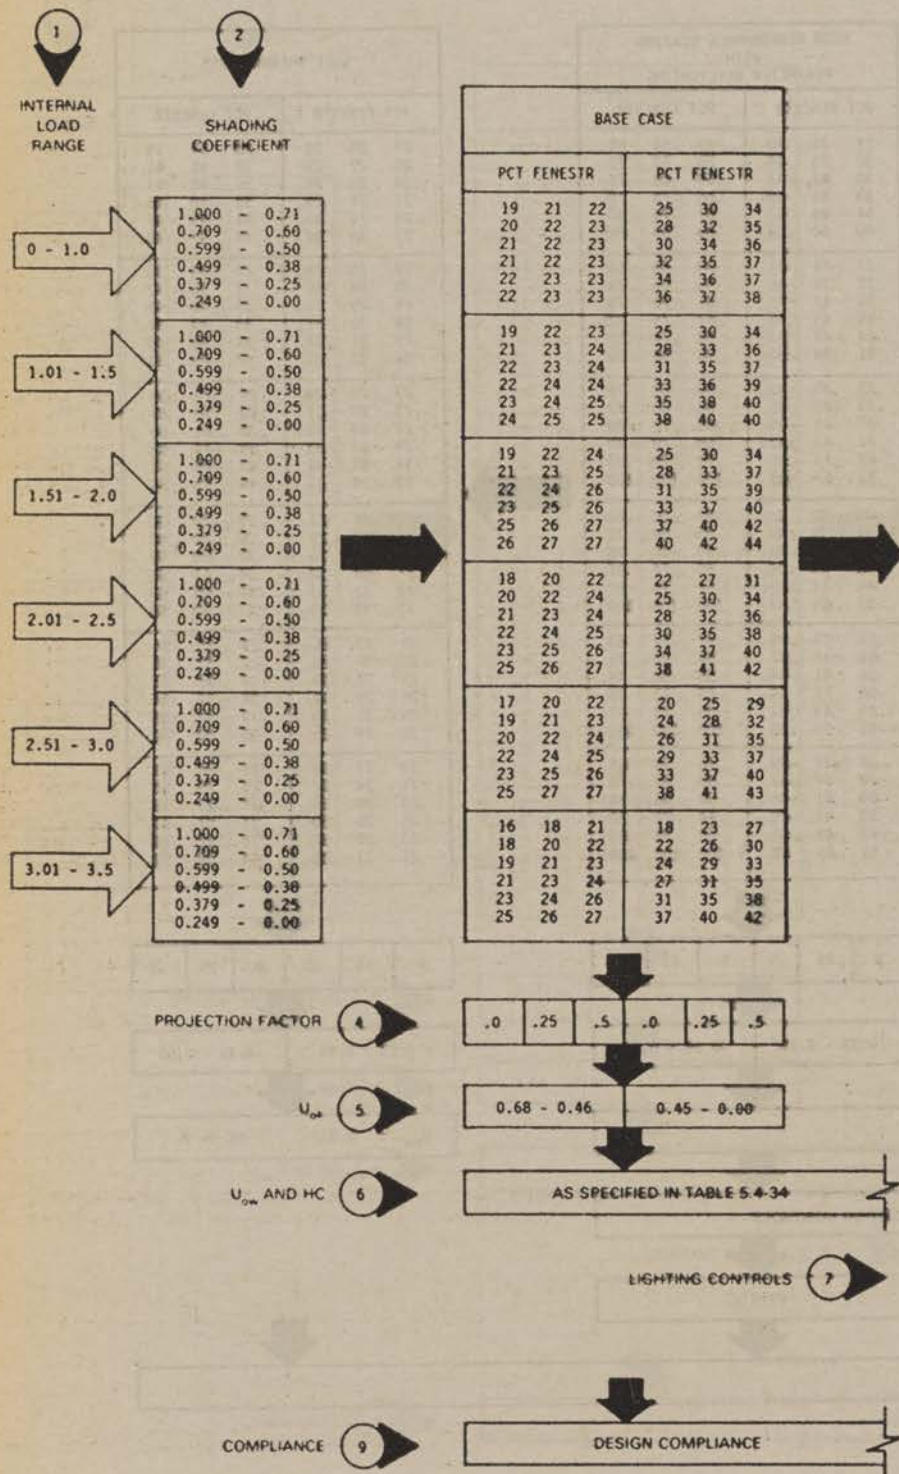 1
2
INTERNAL
LOAD
RANGE
SHADING
COEFFICIENT
BASE CASE
PCT FENESTR PCT FENESTR
0 - 1.0
1.000 - 0.71 19 21 22 25 30 34
0.709 - 0.60 20 22 23 28 32 35
0.599 - 0.50 21 22 23 30 34 36
0.499 - 0.38 21 22 23 32 35 37
0.379 - 0.25 22 23 23 34 36 37
0.249 - 0.00 22 23 23 36 37 38
1.01 - 1.5
1.000 - 0.71 19 22 23 25 30 34
0.709 - 0.60 21 23 24 28 33 36
0.599 - 0.50 22 23 24 31 35 37
0.499 - 0.38 22 24 24 33 36 39
0.379 - 0.25 23 24 25 35 38 40
0.249 - 0.00 24 25 25 38 40 40
1.51 - 2.0
1.000 - 0.71 19 22 24 25 30 34
0.709 - 0.60 21 23 25 28 33 37
0.599 - 0.50 22 24 26 31 35 39
0.499 - 0.38 23 25 26 33 37 40
0.379 - 0.25 25 26 27 37 40 42
0.249 - 0.00 26 27 27 40 42 44
2.01 - 2.5
1.000 - 0.71 18 20 22 22 27 31
0.709 - 0.60 20 22 24 25 30 34
0.599 - 0.50 21 23 24 28 32 36
0.499 - 0.38 22 24 25 30 35 38
0.379 - 0.25 23 25 26 34 37 40
0.249 - 0.00 25 26 27 38 41 42
2.51 - 3.0
1.000 - 0.71 17 20 22 20 25 29
0.709 - 0.60 19 21 23 24 28 32
0.599 - 0.50 20 22 24 26 31 35
0.499 - 0.38 22 24 25 29 33 37
0.379 - 0.25 23 25 26 33 37 40
0.249 - 0.00 25 27 27 38 41 43
3.01 - 3.5
1.000 - 0.71 16 18 21 18 23 27
0.709 - 0.60 18 20 22 22 26 30
0.599 - 0.50 19 21 23 24 29 33
0.499 - 0.38 21 23 24 27 31 35
0.379 - 0.25 23 24 26 31 35 38
0.249 - 0.00 25 26 27 37 40 42
PROJECTION FACTOR 4 .0 .25 .5 .0 .25 .5
5 0.68 - 0.46 0.45 - 0.00
U_ow AND HC 6 AS SPECIFIED IN TABLE 5.4-34
LIGHTING CONTROLS 7
COMPLIANCE 9 DESIGN COMPLIANCE